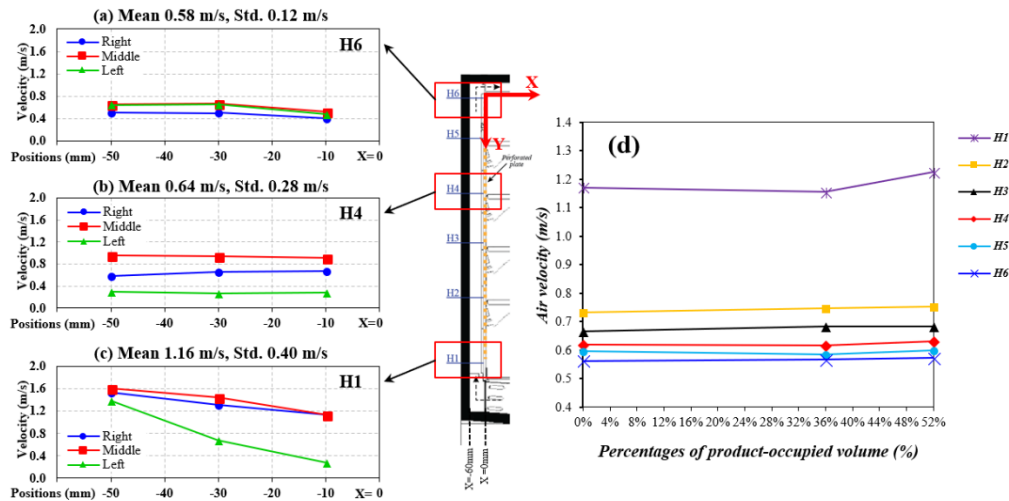 (a) Mean 0.58 m/s, Std. 0.12 m/s
2.0
1.6
1.2
0.8
0.4
0.0
Velocity (m/s)
Right
Middle
Left
H6
Positions (mm) -50 -40 -30 -20 -10 X= 0
(b) Mean 0.64 m/s, Std. 0.28 m/s
2.0
1.6
1.2
0.8
0.4
0.0
Velocity (m/s)
Right
Middle
Left
H4
Positions (mm) -50 -40 -30 -20 -10 X= 0
(c) Mean 1.16 m/s, Std. 0.40 m/s
2.0
1.6
1.2
0.8
0.4
0.0
Velocity (m/s)
Right
Middle
Left
H1
Positions (mm) -50 -40 -30 -20 -10 X= 0
H6
H5
H4
H3
H2
H1
X
Y
Perforated
plate
X=-60mm
X=0mm
(d)
1.4
1.3
1.2
1.1
1.0
0.9
0.8
0.7
0.6
0.5
0.4
Air velocity (m/s)
0% 4% 8% 12% 16% 20% 24% 28% 32% 36% 40% 44% 48% 52%
Percentages of product-occupied volume (%)
H1
H2
H3
H4
H5
H6